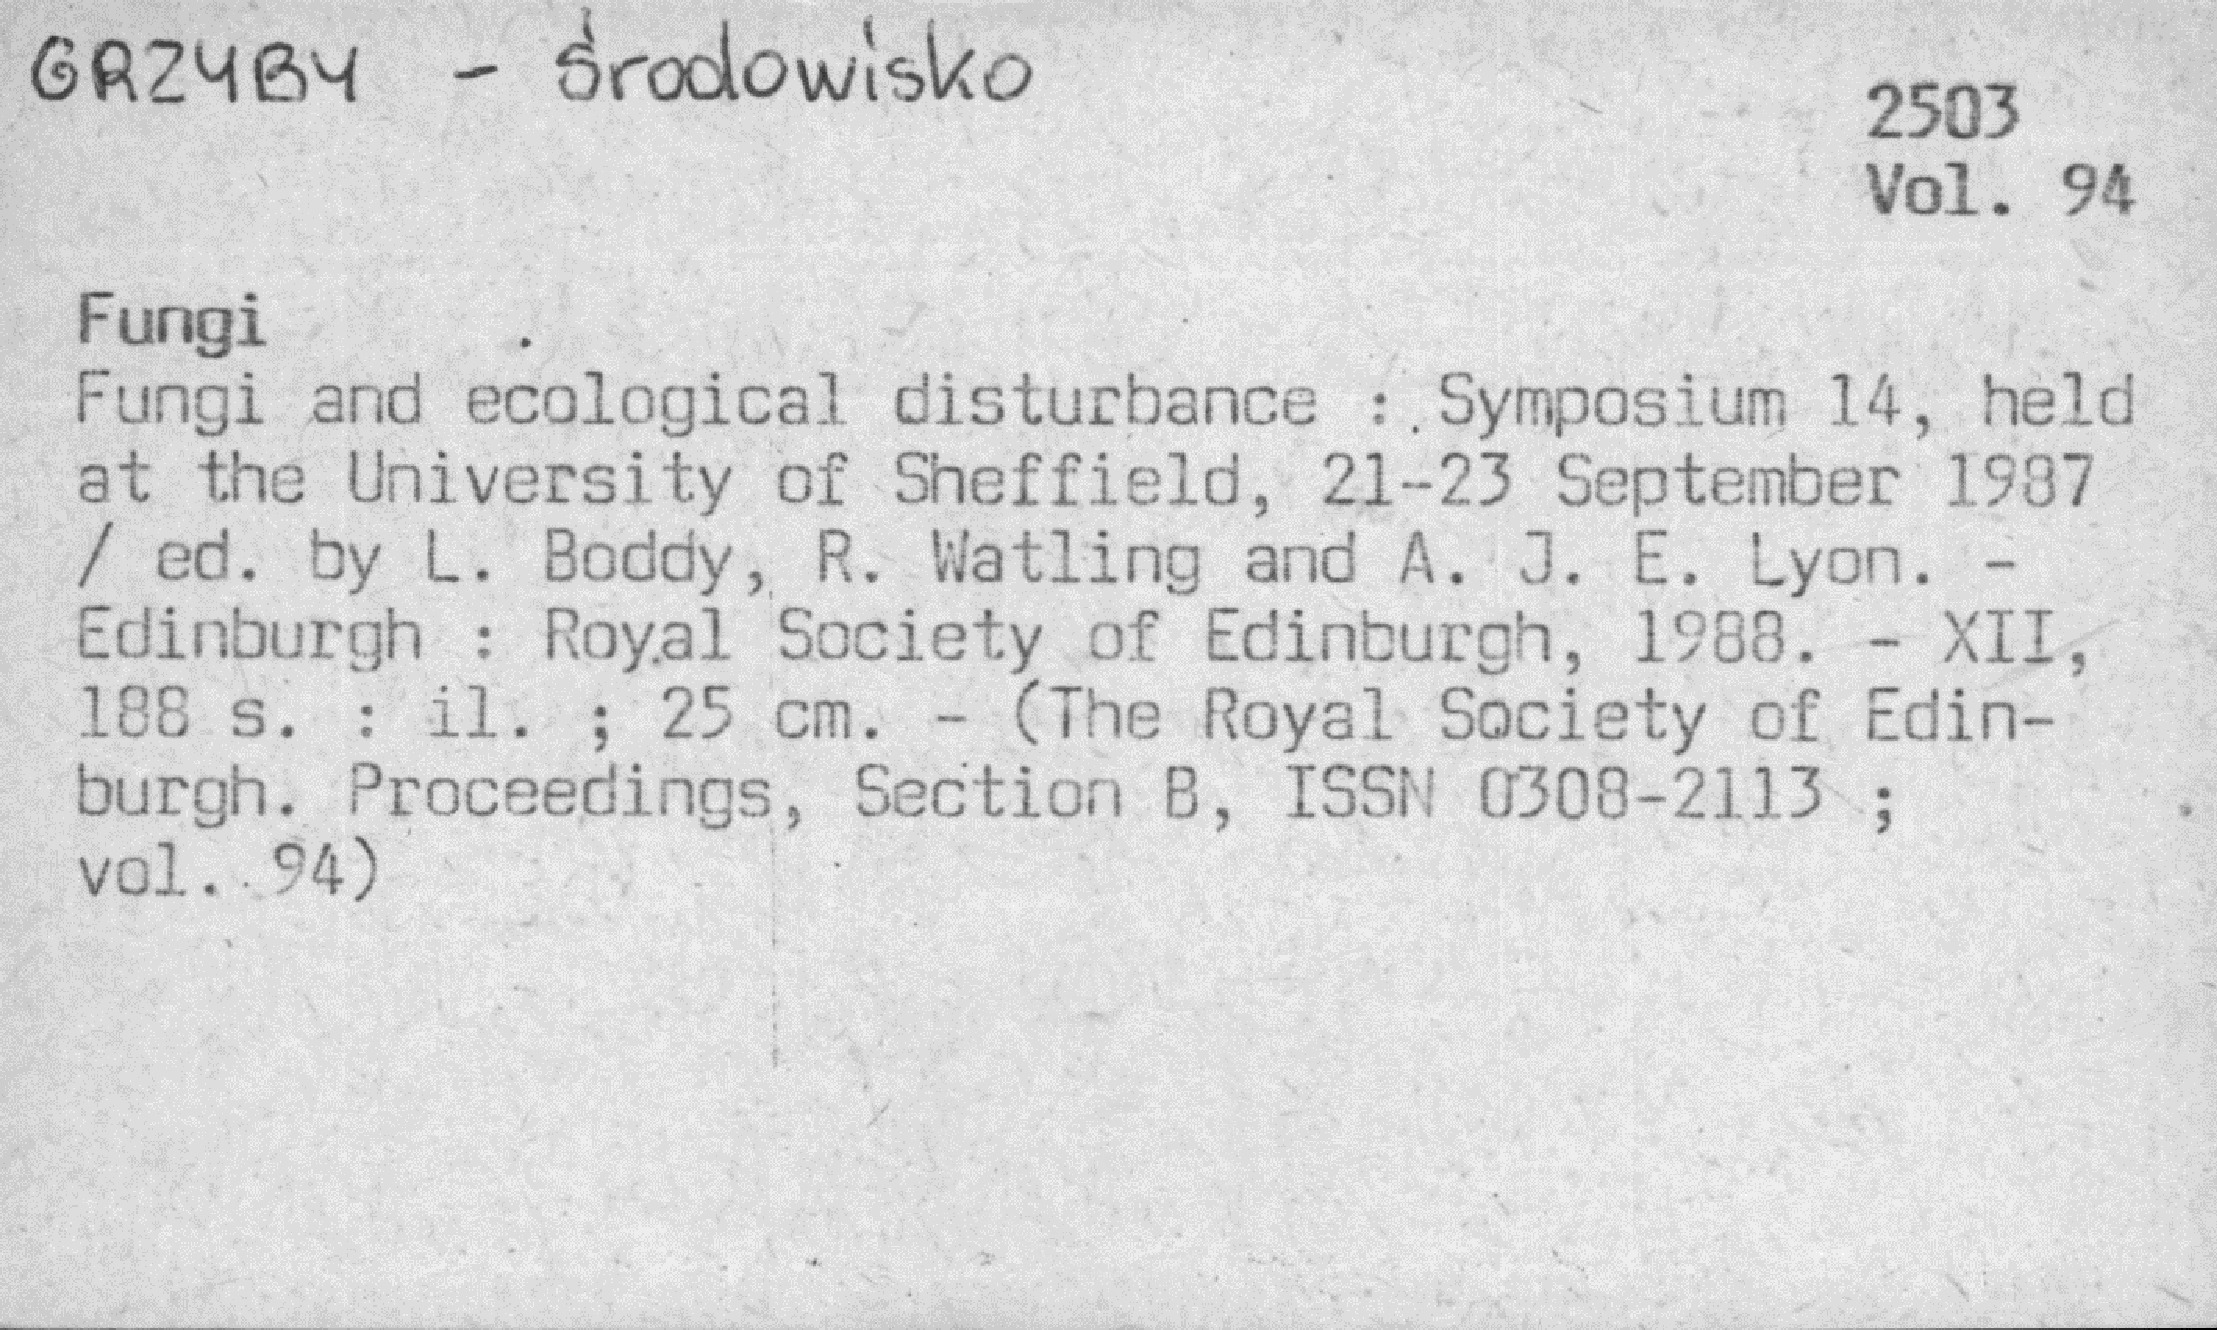 GRZYBY - Środowisko
2503
Vol. 94
Fungi
Fungi and ecological disturbance : Symposium 14, held
at the University of Sheffield, 21-23 September 1987
/ ed. by L. Boddy, R. Watling and A. J. E. Lyon. -
Edinburgh : Royal Society of Edinburgh, 1988. - XII,
188 s. : il. ; 25 cm. - (The Royal Society of Edin-
burgh. Proceedings, Section B, ISSN 0308-2113 ;
vol. 94)